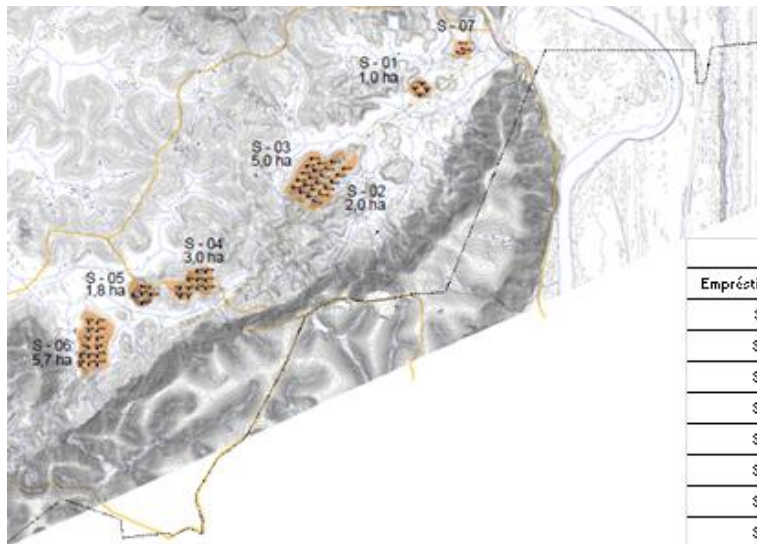 S - 07
S - 01
1,0 ha
S - 03
5,0 ha
S - 02
2,0 ha
S - 04
3,0 ha
S - 05
1,8 ha
S - 06
5,7 ha
Emprésti
S
S
S
S
S
S
S
S